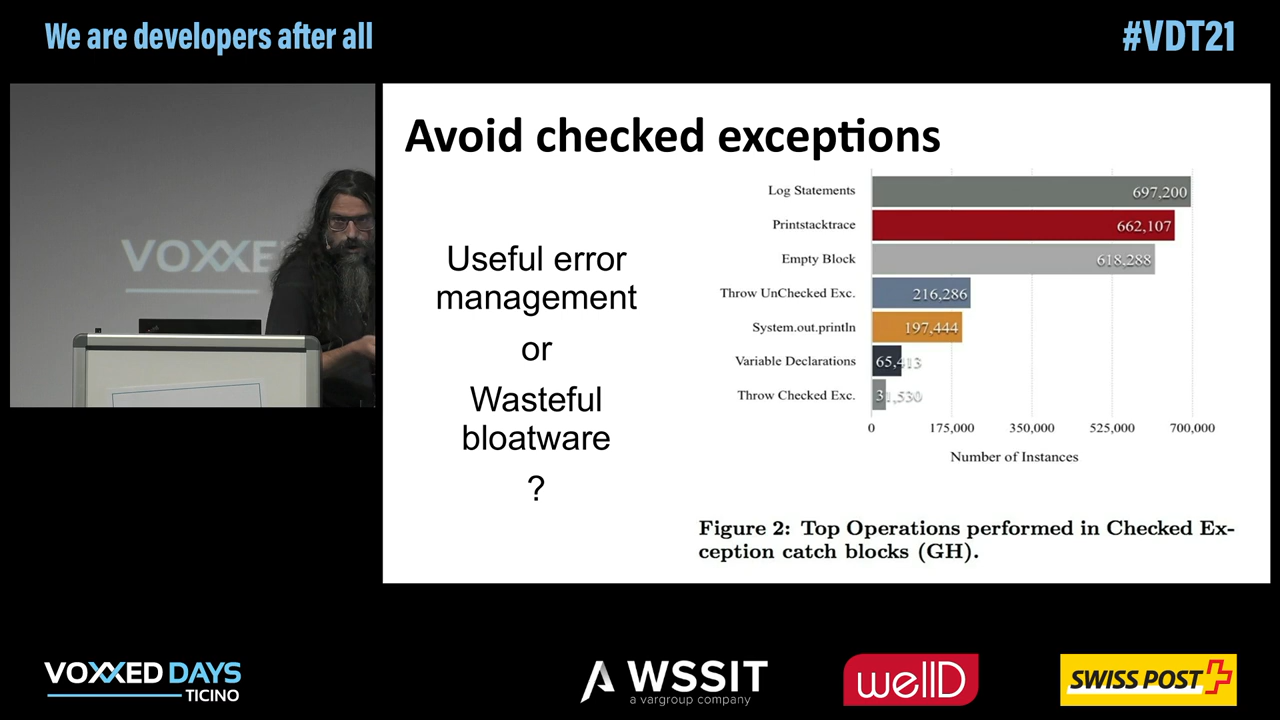 We are developers after all
#VDT21
VOXXE
Avoid checked exceptions
Useful error
management
or
Wasteful
bloatware
?
Log Statements 697,200
Printstacktrace 662,107
Empty Block 618,288
Throw UnChecked Exc. 216,286
System.out.println 197,444
Variable Declarations 65,413
Throw Checked Exc. 31,530
0 175,000 350,000 525,000 700,000
Number of Instances
Figure 2: Top Operations performed in Checked Ex-
ception catch blocks (GH).
VOXXED DAYS
TICINO
WSSIT
a vargroup company
wellD
SWISS POST